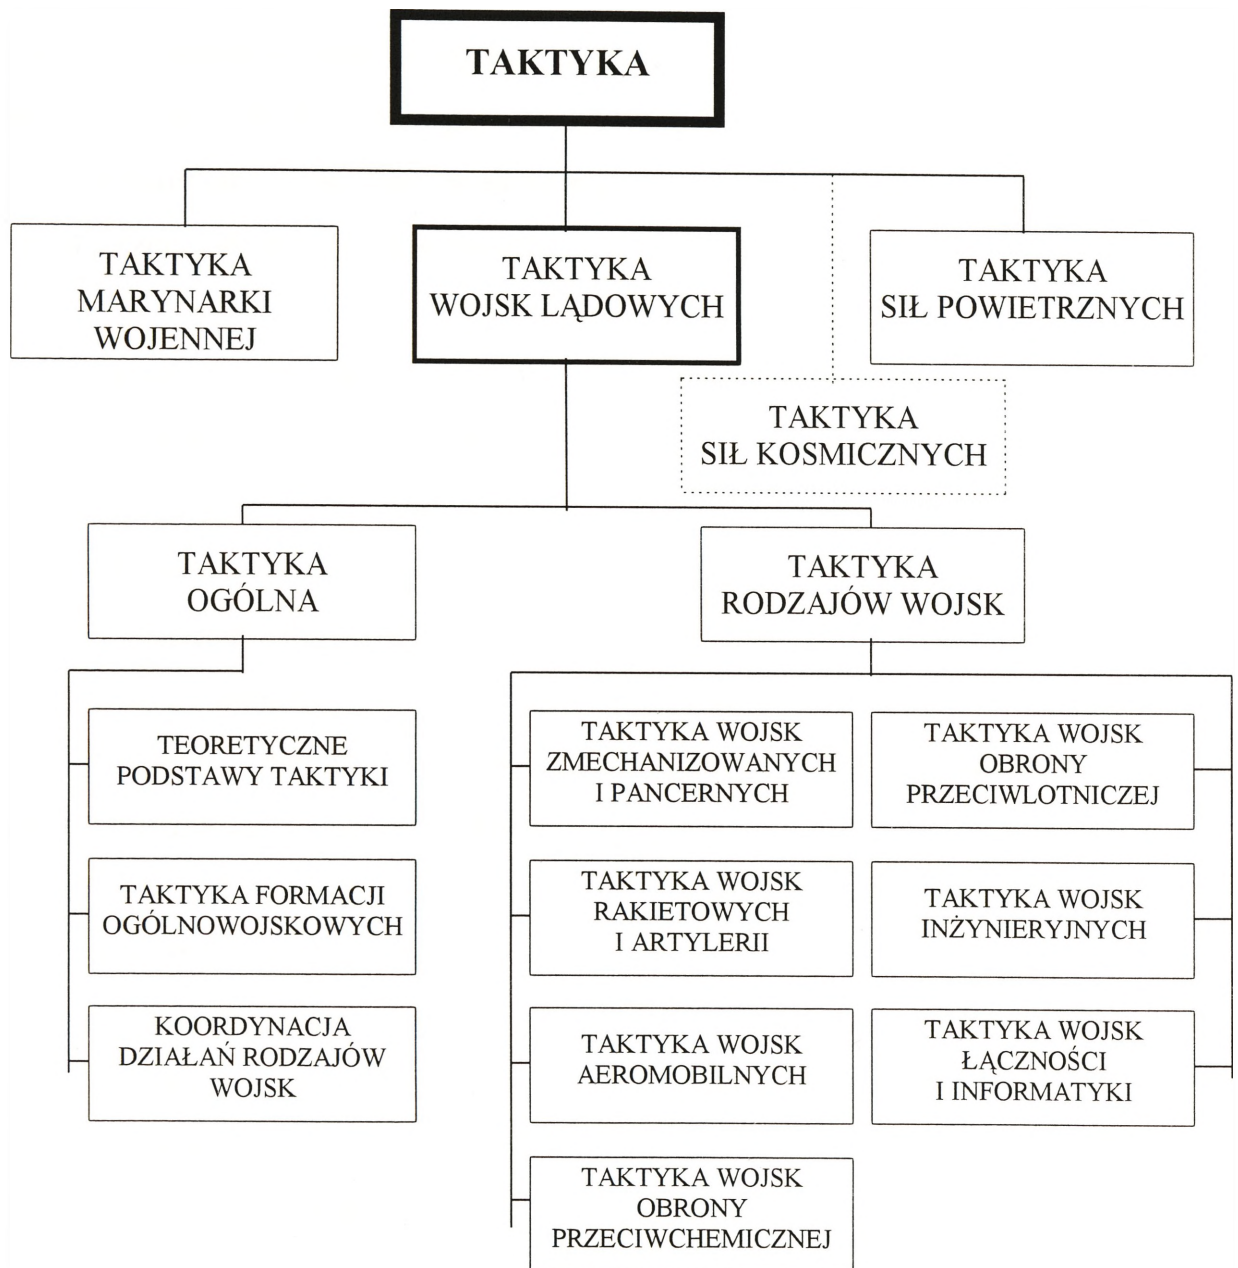 TAKTYKA
TAKTYKA
MARYNARKI
WOJENNEJ
TAKTYKA
WOJSK LĄDOWYCH
TAKTYKA
SIŁ POWIETRZNYCH
TAKTYKA
SIŁ KOSMICZNYCH
TAKTYKA
OGÓLNA
TAKTYKA
RODZAJÓW WOJSK
TEORETYCZNE
PODSTAWY TAKTYKI
TAKTYKA FORMACJI
OGÓLNOWOJSKOWYCH
KOORDYNACJA
DZIAŁAŃ RODZAJÓW
WOJSK
TAKTYKA WOJSK
ZMECHANIZOWANYCH
I PANCERNYCH
TAKTYKA WOJSK
OBRONY
PRZECIWLOTNICZEJ
TAKTYKA WOJSK
RAKIETOWYCH
I ARTYLERII
TAKTYKA WOJSK
INŻYNIERYJNYCH
TAKTYKA WOJSK
AEROMOBILNYCH
TAKTYKA WOJSK
ŁĄCZNOŚCI
I INFORMATYKI
TAKTYKA WOJSK
OBRONY
PRZECIWCHEMICZNEJ